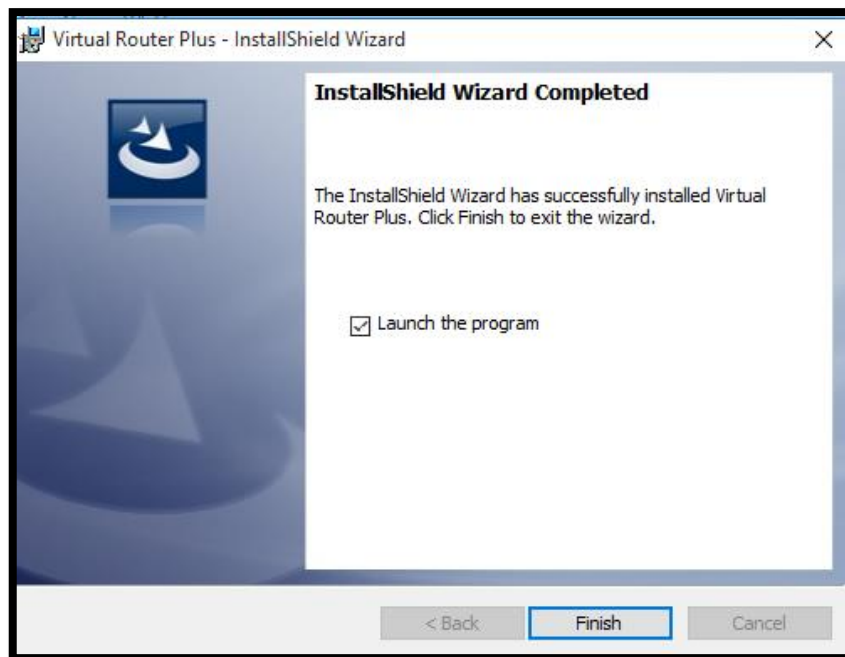 Virtual Router Plus - InstallShield Wizard
InstallShield Wizard Completed
The InstallShield Wizard has successfully installed Virtual
Router Plus. Click Finish to exit the wizard.
Launch the program
< Back
Finish
Cancel